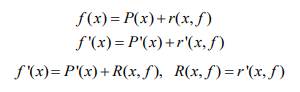 f(x) = P(x) + r(x, f)
f'(x) = P'(x) + r'(x, f)
f'(x) = P'(x) + R(x, f), R(x, f) = r'(x, f)